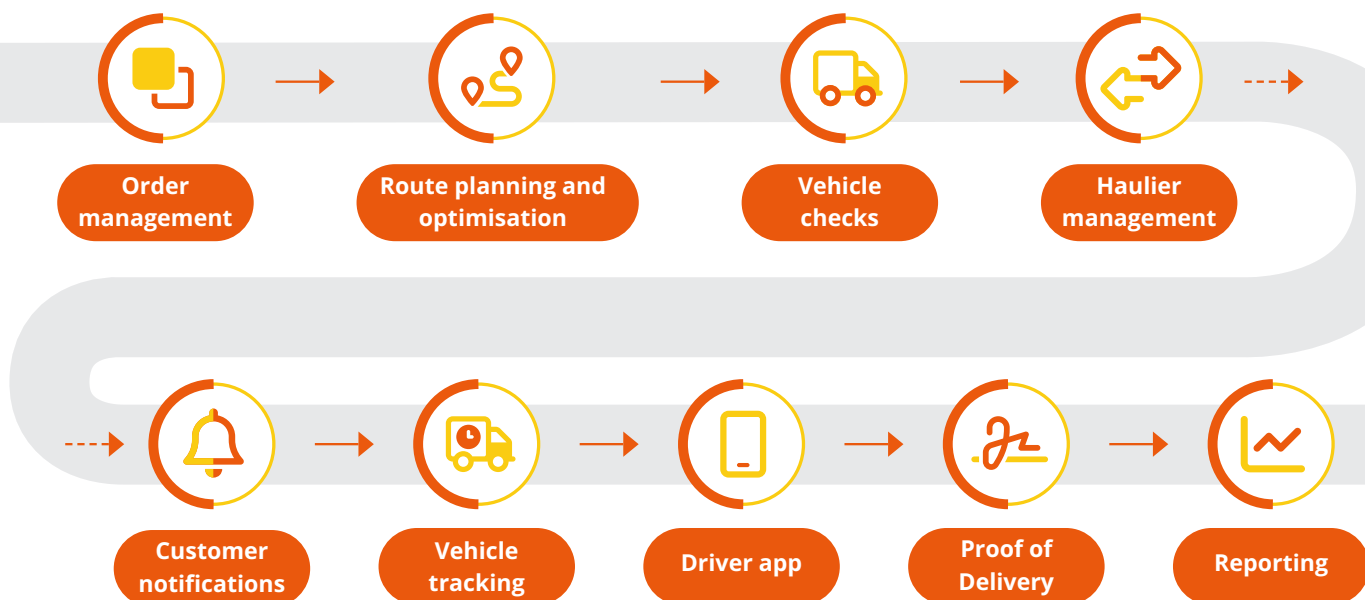 Order
management
Route planning and
optimisation
Vehicle
checks
Haulier
management
Customer
notifications
Vehicle
tracking
Driver app
Proof of
Delivery
Reporting